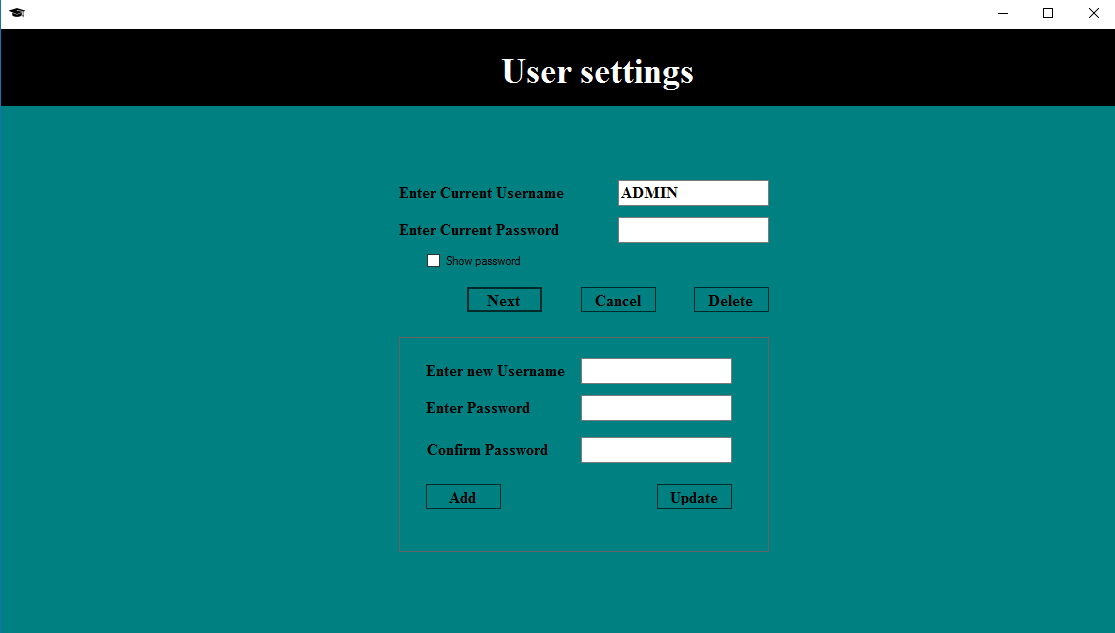 User settings
Enter Current Username
ADMIN
Enter Current Password
Show password
Next
Cancel
Delete
Enter new Username
Enter Password
Confirm Password
Add
Update